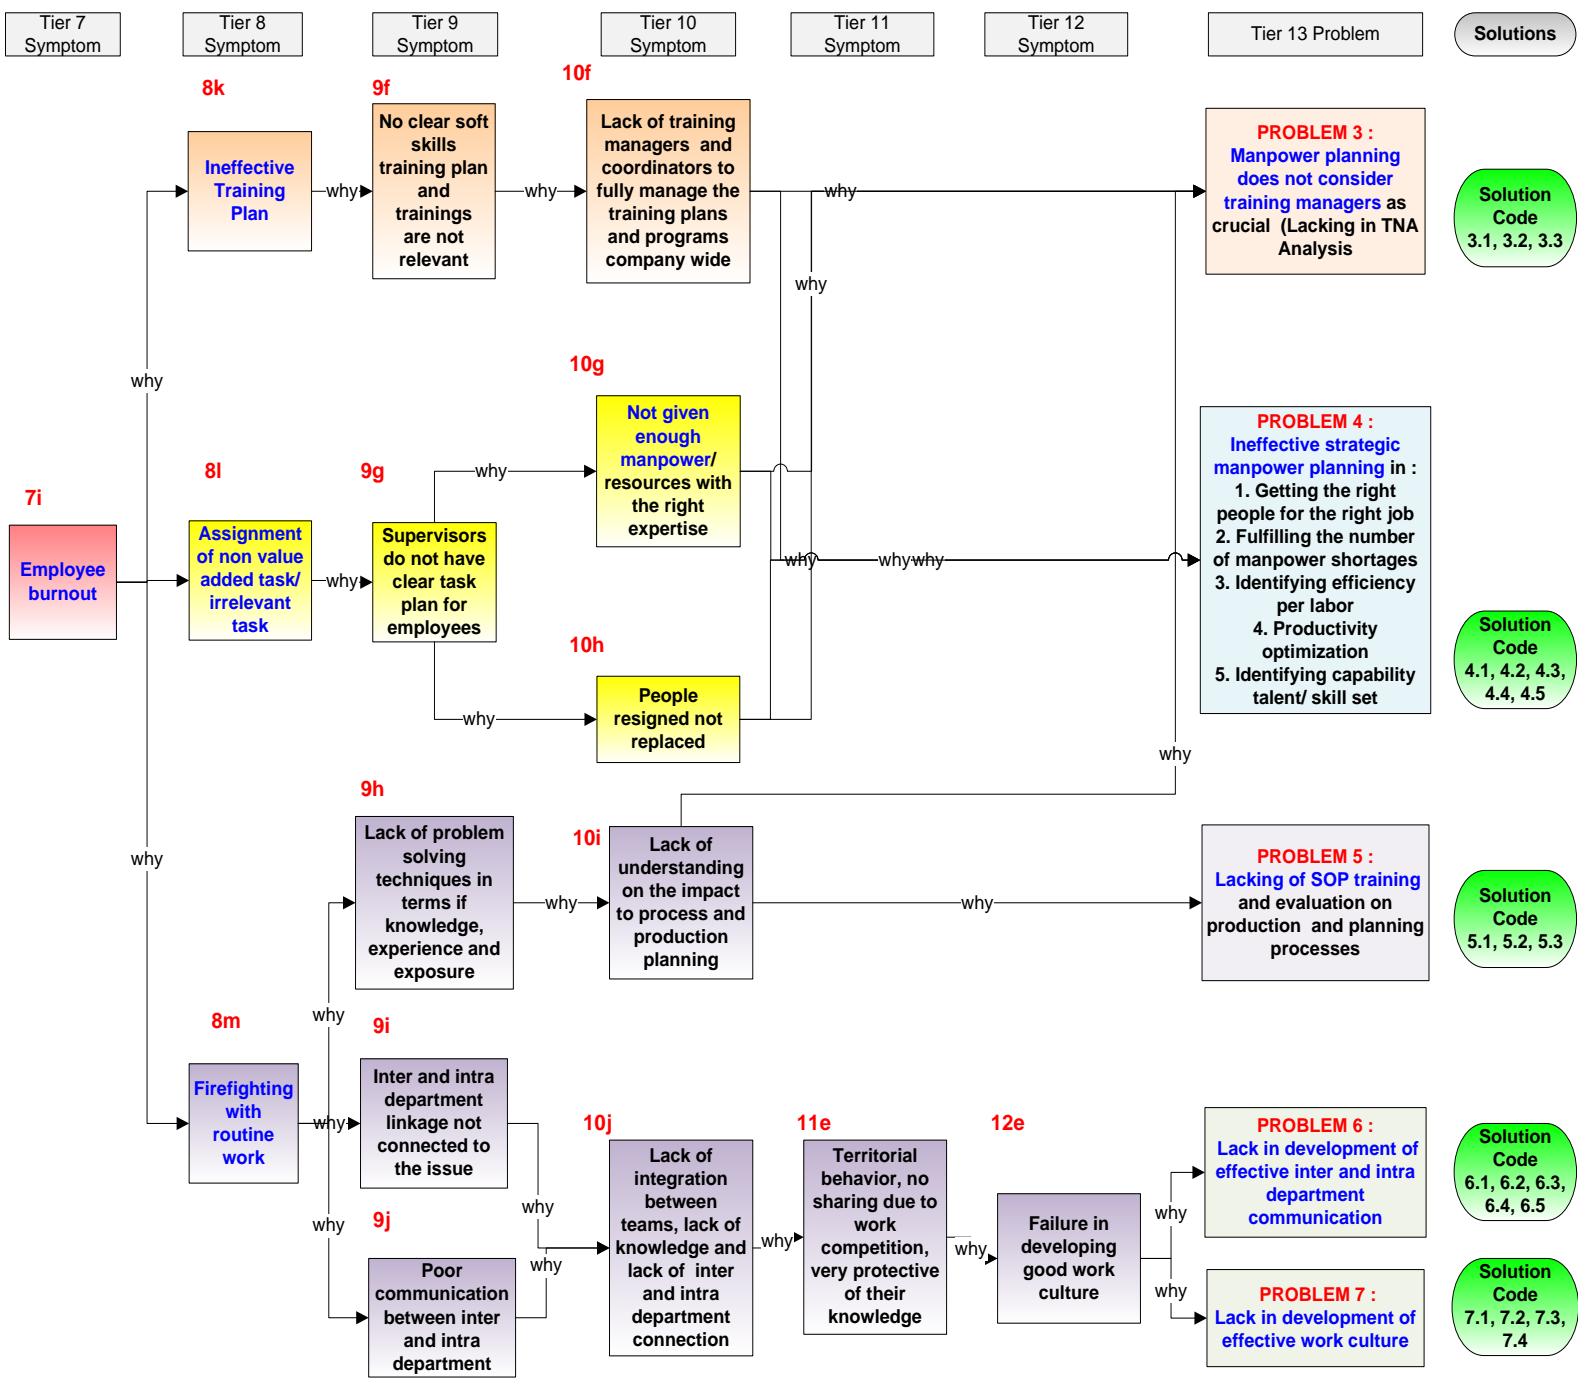 Tier 7
Symptom
Tier 8
Symptom
Tier 9
Symptom
Tier 10
Symptom
Tier 11
Symptom
Tier 12
Symptom
Tier 13 Problem
Solutions
8k
Ineffective
Training
Plan
why
9f
No clear soft
skills
training plan
and
trainings
are not
relevant
why
10f
Lack of training
managers and
coordinators to
fully manage the
training plans
and programs
company wide
why
why
PROBLEM 3 :
Manpower planning
does not consider
training managers as
crucial (Lacking in TNA
Analysis
Solution
Code
3.1, 3.2, 3.3
why
7i
Employee
burnout
8l
Assignment
of non value
added task/
irrelevant
task
why
9g
Supervisors
do not have
clear task
plan for
employees
why
why
10g
Not given
enough
manpower/
resources with
the right
expertise
10h
People
resigned not
replaced
why
why
why
PROBLEM 4 :
Ineffective strategic
manpower planning in :
1. Getting the right
people for the right job
2. Fulfilling the number
of manpower shortages
3. Identifying efficiency
per labor
4. Productivity
optimization
5. Identifying capability
talent/ skill set
Solution
Code
4.1, 4.2, 4.3,
4.4, 4.5
why
why
9h
Lack of problem
solving
techniques in
terms if
knowledge,
experience and
exposure
why
10i
Lack of
understanding
on the impact
to process and
production
planning
why
PROBLEM 5 :
Lacking of SOP training
and evaluation on
production and planning
processes
Solution
Code
5.1, 5.2, 5.3
8m
Firefighting
with
routine
work
why
why
why
9i
Inter and intra
department
linkage not
connected to
the issue
why
9j
Poor
communication
between inter
and intra
department
why
10j
Lack of
integration
between
teams, lack of
knowledge and
lack of inter
and intra
department
connection
why
11e
Territorial
behavior, no
sharing due to
work
competition,
very protective
of their
knowledge
why
12e
Failure in
developing
good work
culture
why
why
PROBLEM 6 :
Lack in development of
effective inter and intra
department
communication
Solution
Code
6.1, 6.2, 6.3,
6.4, 6.5
PROBLEM 7 :
Lack in development of
effective work culture
Solution
Code
7.1, 7.2, 7.3,
7.4